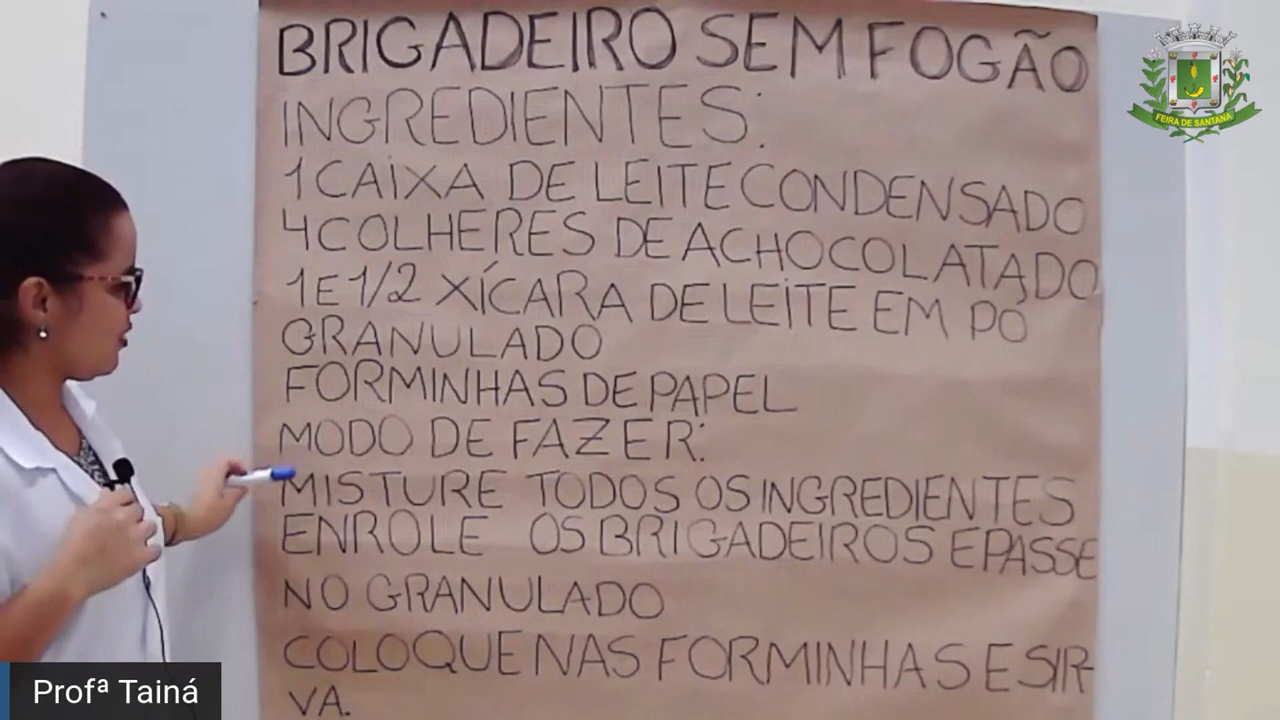 BRIGADEIRO SEM FOGÃO
INGREDIENTES:
1 CAIXA DE LEITE CONDENSADO
4 COLHERES DE ACHOCOLATADO
1 E 1/2 XÍCARA DE LEITE EM PÓ
GRANULADO
FORMINHAS DE PAPEL
MODO DE FAZER:
MISTURE TODOS OS INGREDIENTES
ENROLE OS BRIGADEIROS E PASSE
NO GRANULADO
COLOQUE NAS FORMINHAS E SIR-
VA.
FEIRA DE SANTANA
Profª Tainá